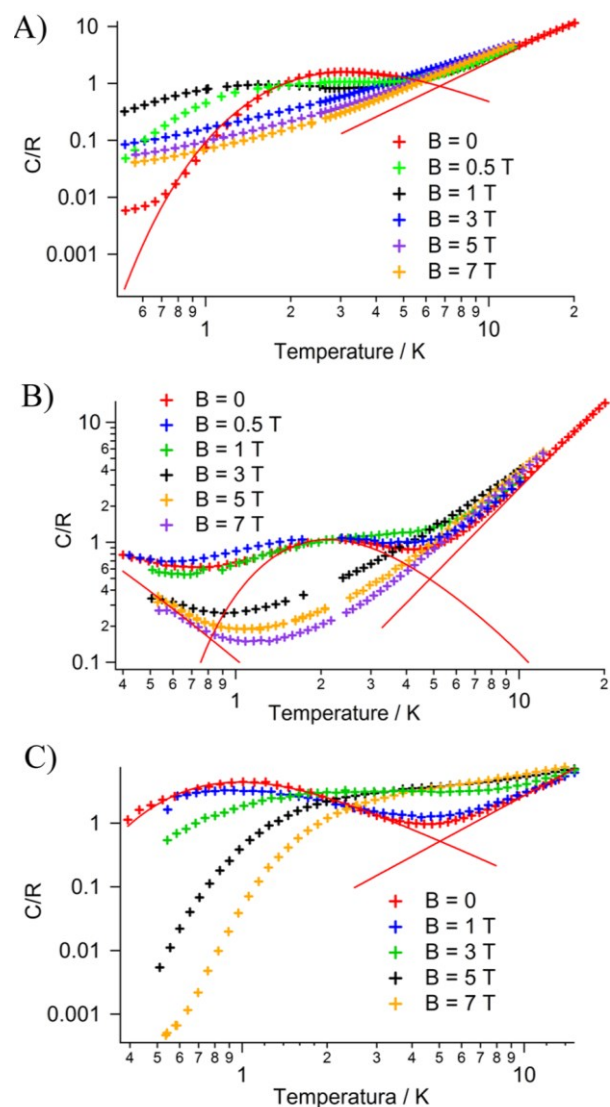 A)
10
1
0.1
0.01
0.001
C/R
B = 0
B = 0.5 T
B = 1 T
B = 3 T
B = 5 T
B = 7 T
6 7 8 9 1 2 3 4 5 6 7 8 9 10 2
Temperature / K
B)
10
6
4
2
1
6
4
2
0.1
C/R
B = 0
B = 0.5 T
B = 1 T
B = 3 T
B = 5 T
B = 7 T
4 5 6 7 8 9 1 2 3 4 5 6 7 8 9 10 2
Temperature / K
C)
1
0.1
0.01
0.001
C/R
B = 0
B = 1 T
B = 3 T
B = 5 T
B = 7 T
4 5 6 7 8 9 1 2 3 4 5 6 7 8 9 10
Temperatura / K